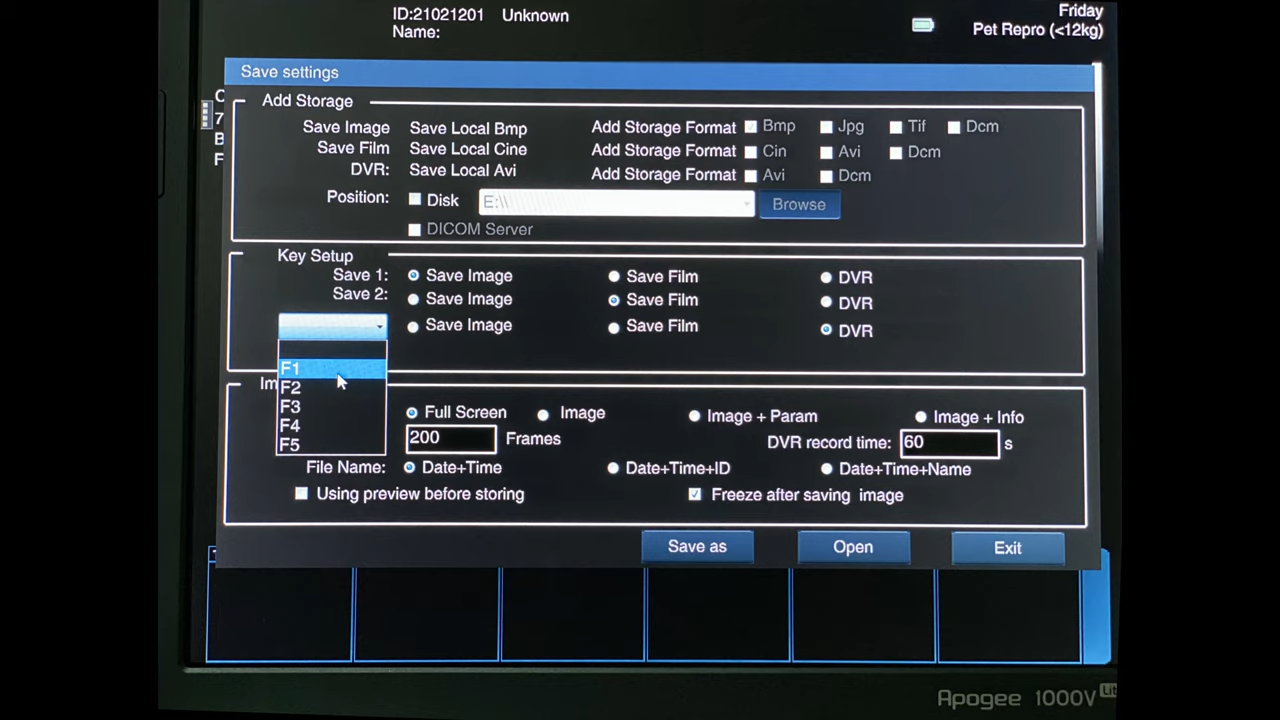 ID:21021201 Unknown
Name:
Friday
Pet Repro (<12kg)
Save settings
Add Storage
Save Image Save Local Bmp Add Storage Format Bmp Jpg Tif Dcm
Save Film Save Local Cine Add Storage Format Cin Avi Dcm
DVR: Save Local Avi Add Storage Format Avi Dcm
Position: Disk E:\\ Browse
DICOM Server
Key Setup
Save 1: Save Image Save Film DVR
Save 2: Save Image Save Film DVR
Save Image Save Film DVR
F1
F2
F3
F4
F5
Full Screen Image Image + Param Image + Info
200 Frames DVR record time: 60 s
File Name: Date+Time Date+Time+ID Date+Time+Name
Using preview before storing Freeze after saving image
Save as Open Exit
Apogee 1000V Lite